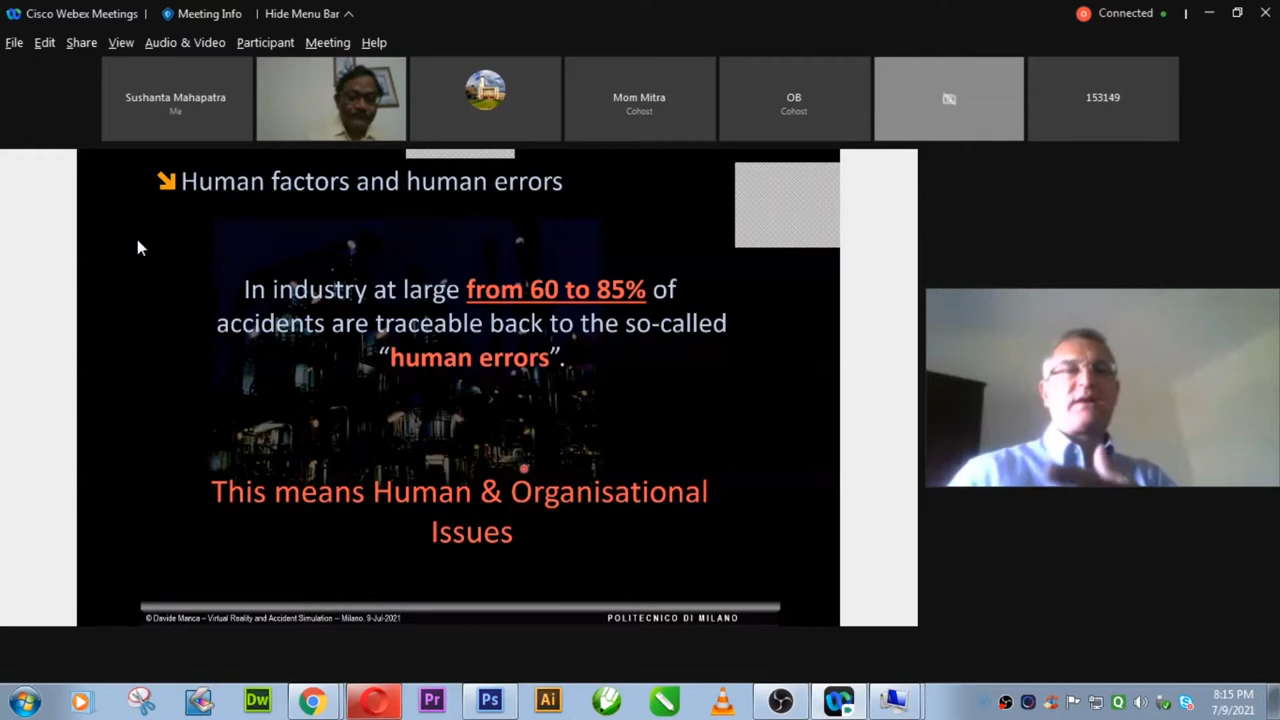 Cisco Webex Meetings | Meeting Info | Hide Menu Bar
Connected
File Edit Share View Audio & Video Participant Meeting Help
Sushanta Mahapatra
Me
Mom Mitra
Cohost
OB
Cohost
153149
Human factors and human errors
In industry at large from 60 to 85% of
accidents are traceable back to the so-called
“human errors”.
This means Human & Organisational
Issues
© Davide Manca – Virtual Reality and Accident Simulation – Milano, 9-Jul-2021
POLITECNICO DI MILANO
Dw
Pr
Ps
Ai
8:15 PM
7/9/2021